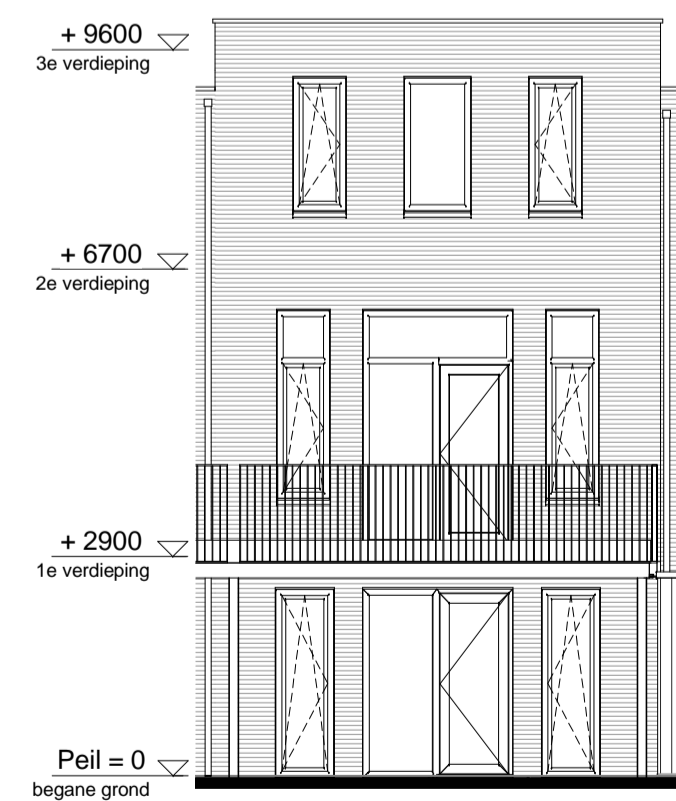 + 9600
3e verdieping
+ 6700
2e verdieping
+ 2900
1e verdieping
Peil = 0
begane grond